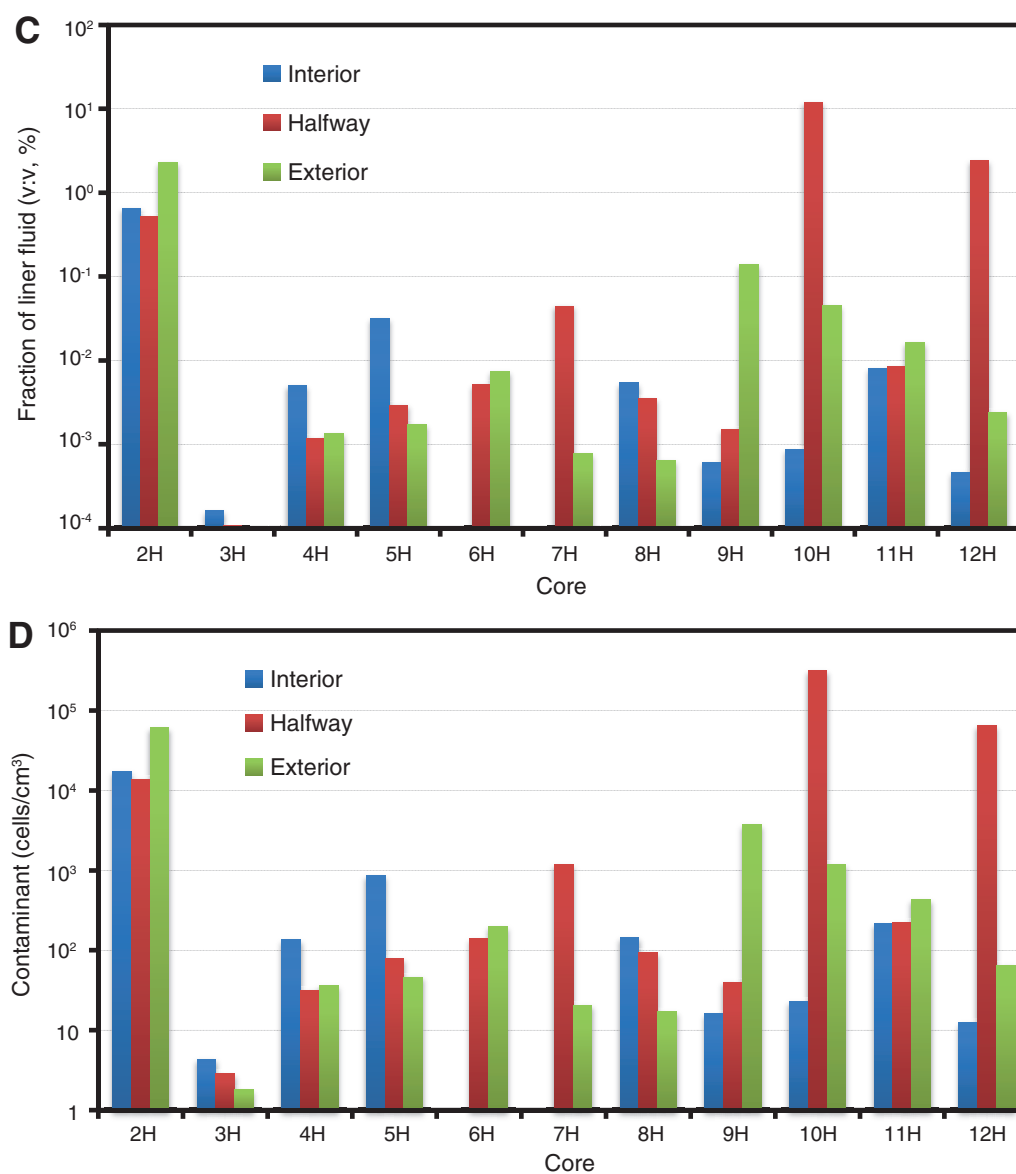 C
Fraction of liner fluid (v:v, %)
10²
10¹
10⁰
10⁻¹
10⁻²
10⁻³
10⁻⁴
Interior
Halfway
Exterior
2H 3H 4H 5H 6H 7H 8H 9H 10H 11H 12H
Core
D
Contaminant (cells/cm³)
10⁶
10⁵
10⁴
10³
10²
10
1
Interior
Halfway
Exterior
2H 3H 4H 5H 6H 7H 8H 9H 10H 11H 12H
Core